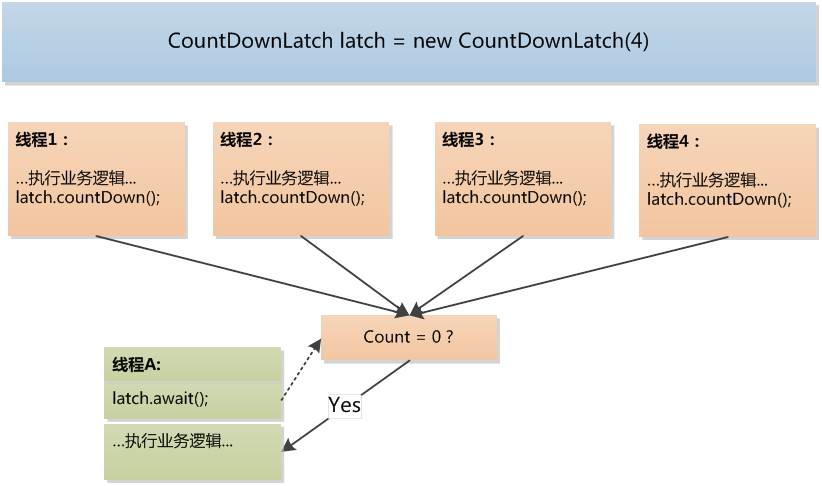 CountDownLatch latch = new CountDownLatch(4)
线程1：
...执行业务逻辑...
latch.countDown();
线程2：
...执行业务逻辑...
latch.countDown();
线程3：
...执行业务逻辑...
latch.countDown();
线程4：
...执行业务逻辑...
latch.countDown();
Count = 0 ?
线程A:
latch.await();
Yes
...执行业务逻辑...